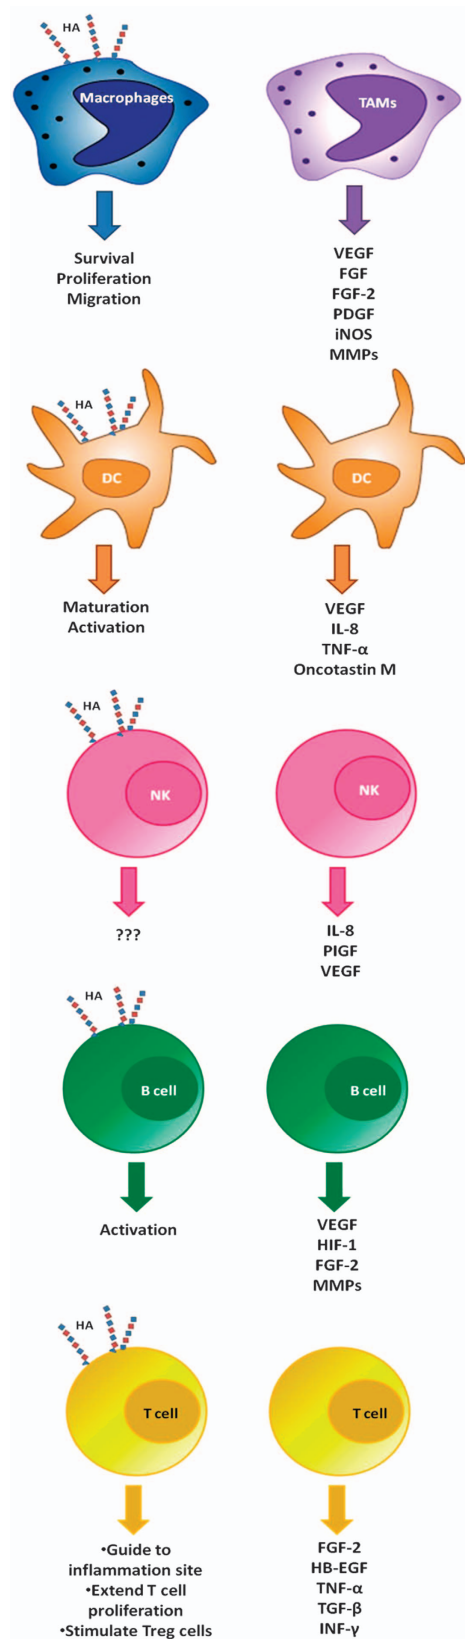 HA
Macrophages
TAMs
Survival
Proliferation
Migration
VEGF
FGF
FGF-2
PDGF
iNOS
MMPs
HA
DC
DC
Maturation
Activation
VEGF
IL-8
TNF-α
Oncotastin M
HA
NK
NK
???
IL-8
PIGF
VEGF
HA
B cell
B cell
Activation
VEGF
HIF-1
FGF-2
MMPs
HA
T cell
T cell
•Guide to
inflammation site
•Extend T cell
proliferation
•Stimulate Treg cells
FGF-2
HB-EGF
TNF-α
TGF-β
INF-γ